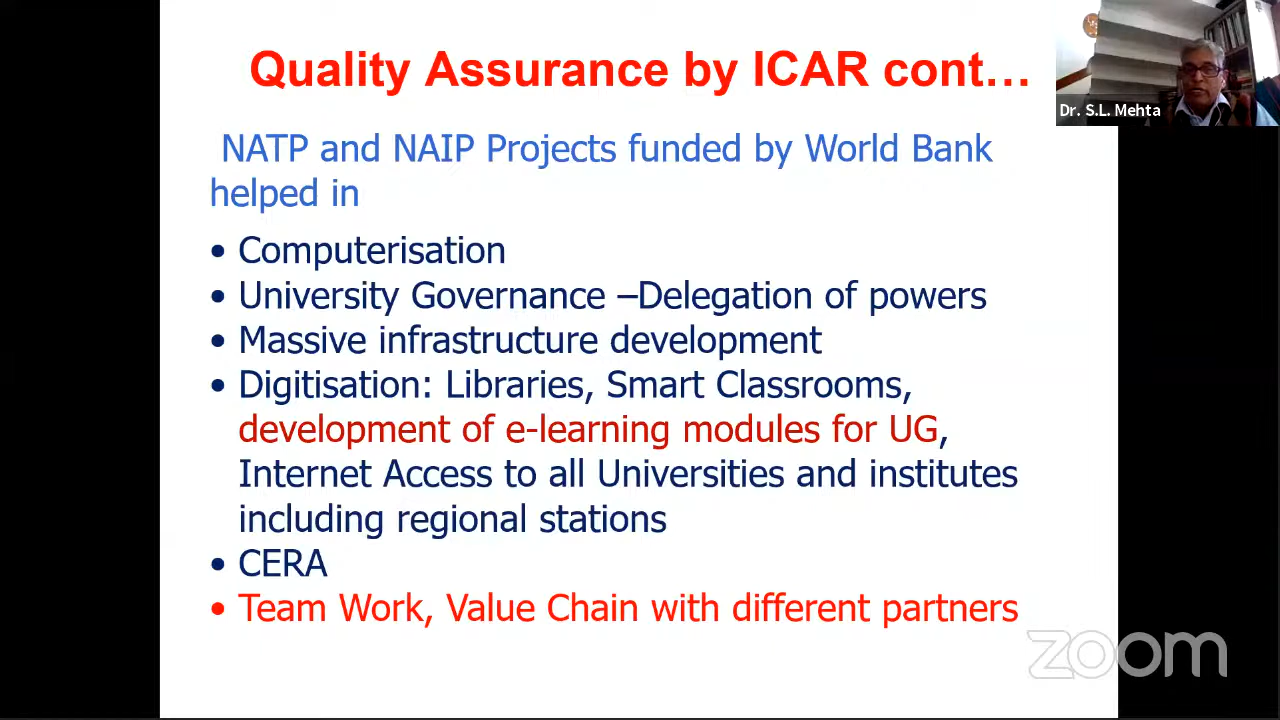 Quality Assurance by ICAR cont…
Dr. S.L. Mehta
NATP and NAIP Projects funded by World Bank
helped in
• Computerisation
• University Governance –Delegation of powers
• Massive infrastructure development
• Digitisation: Libraries, Smart Classrooms,
development of e-learning modules for UG,
Internet Access to all Universities and institutes
including regional stations
• CERA
• Team Work, Value Chain with different partners
zoom